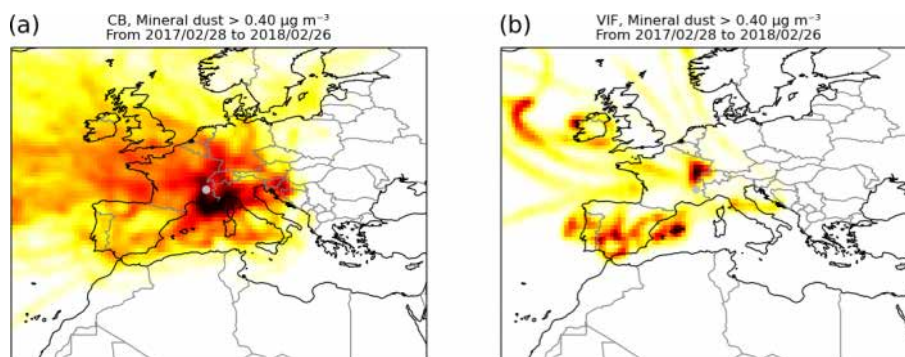 (a)
CB, Mineral dust > 0.40 µg m⁻³
From 2017/02/28 to 2018/02/26
(b)
VIF, Mineral dust > 0.40 µg m⁻³
From 2017/02/28 to 2018/02/26